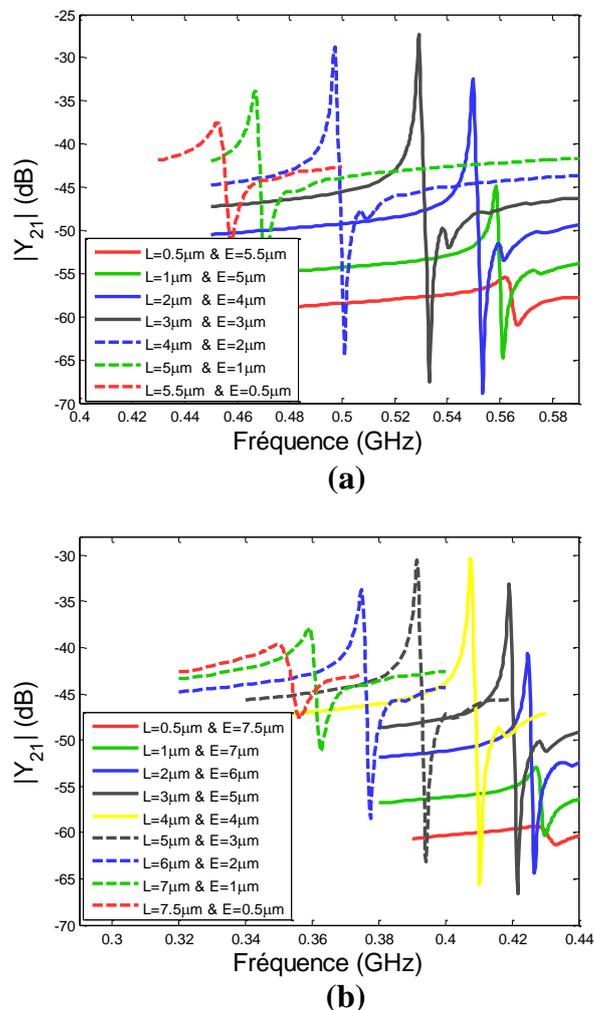 -25
-30
-35
-40
-45
-50
-55
-60
-65
-70
|Y21| (dB)
L=0.5µm & E=5.5µm
L=1µm & E=5µm
L=2µm & E=4µm
L=3µm & E=3µm
L=4µm & E=2µm
L=5µm & E=1µm
L=5.5µm & E=0.5µm
0.4 0.42 0.44 0.46 0.48 0.5 0.52 0.54 0.56 0.58
Fréquence (GHz)
(a)
-30
-35
-40
-45
-50
-55
-60
-65
-70
|Y21| (dB)
L=0.5µm & E=7.5µm
L=1µm & E=7µm
L=2µm & E=6µm
L=3µm & E=5µm
L=4µm & E=4µm
L=5µm & E=3µm
L=6µm & E=2µm
L=7µm & E=1µm
L=7.5µm & E=0.5µm
0.3 0.32 0.34 0.36 0.38 0.4 0.42 0.44
Fréquence (GHz)
(b)